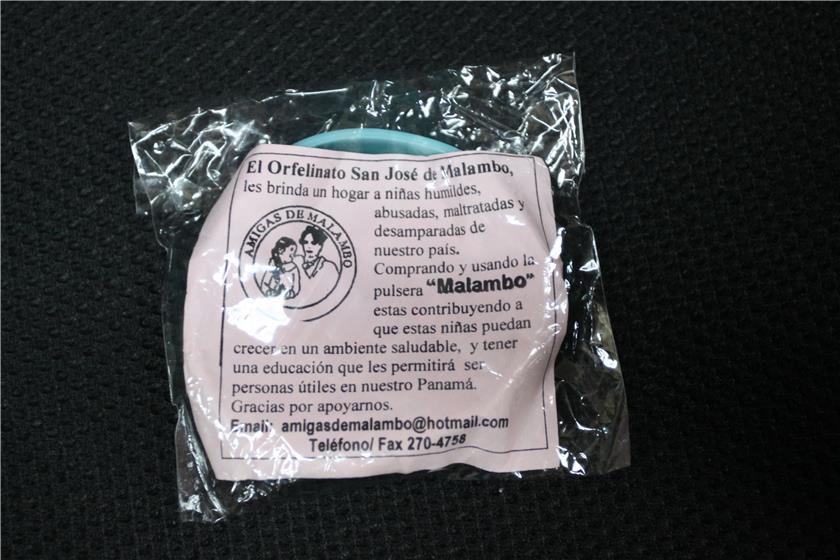 El Orfelinato San José de Malambo,
les brinda un hogar a niñas humildes,
abusadas, maltratadas y
desamparadas de
nuestro país.
AMIGAS DE MALAMBO
Comprando y usando la
pulsera “Malambo”
estas contribuyendo a
que estas niñas puedan
crecer en un ambiente saludable, y tener
una educación que les permitirá ser
personas útiles en nuestro Panamá.
Gracias por apoyarnos.
Email: amigasdemalambo@hotmail.com
Teléfono/ Fax 270-4758